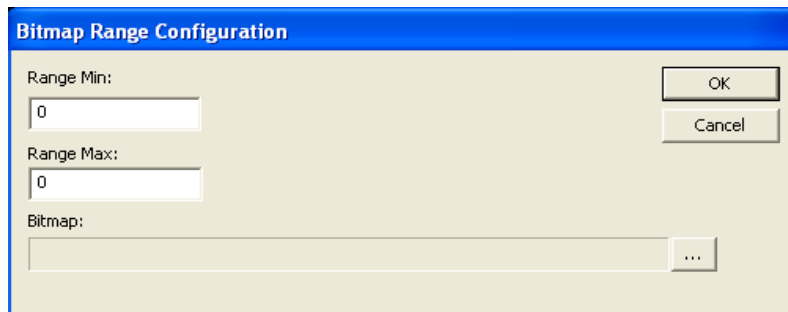 Bitmap Range Configuration
Range Min:
OK
0
Cancel
Range Max:
0
Bitmap:
...